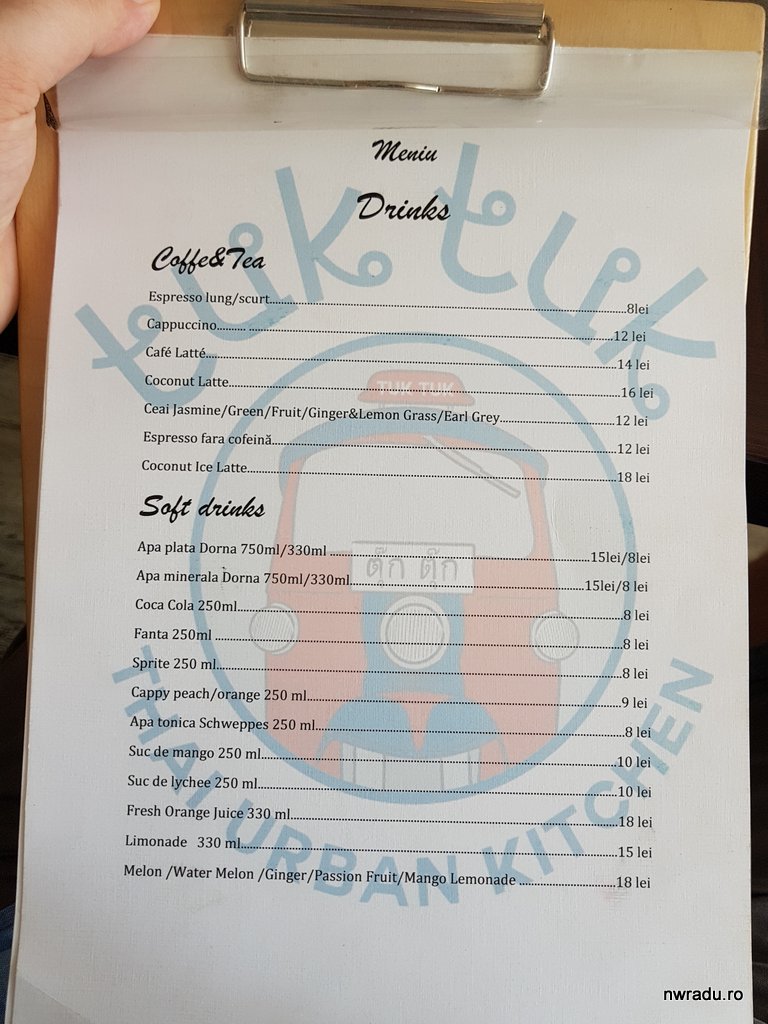 Meniu
Drinks
tuk tuk
Coffe&Tea
Espresso lung/scurt........8lei
Cappuccino........ ........12 lei
Café Latté........14 lei
Coconut Latte........16 lei
TUK TUK
Ceai Jasmine/Green/Fruit/Ginger&Lemon Grass/Earl Grey........12 lei
Espresso fara cofeină........12 lei
Coconut Ice Latte........18 lei
Soft drinks
Apa plata Dorna 750ml/330ml ........15lei/8lei
ตุ๊ก ตุ๊ก
Apa minerala Dorna 750ml/330ml........15lei/8 lei
Coca Cola 250ml........8 lei
Fanta 250ml ........8 lei
Sprite 250 ml........8 lei
Cappy peach/orange 250 ml........9 lei
Apa tonica Schweppes 250 ml........8 lei
Suc de mango 250 ml........10 lei
Suc de lychee 250 ml........10 lei
Fresh Orange Juice 330 ml........18 lei
Limonade 330 ml........15 lei
Melon /Water Melon /Ginger/Passion Fruit/Mango Lemonade ........18 lei
THAI URBAN KITCHEN
nwradu.ro